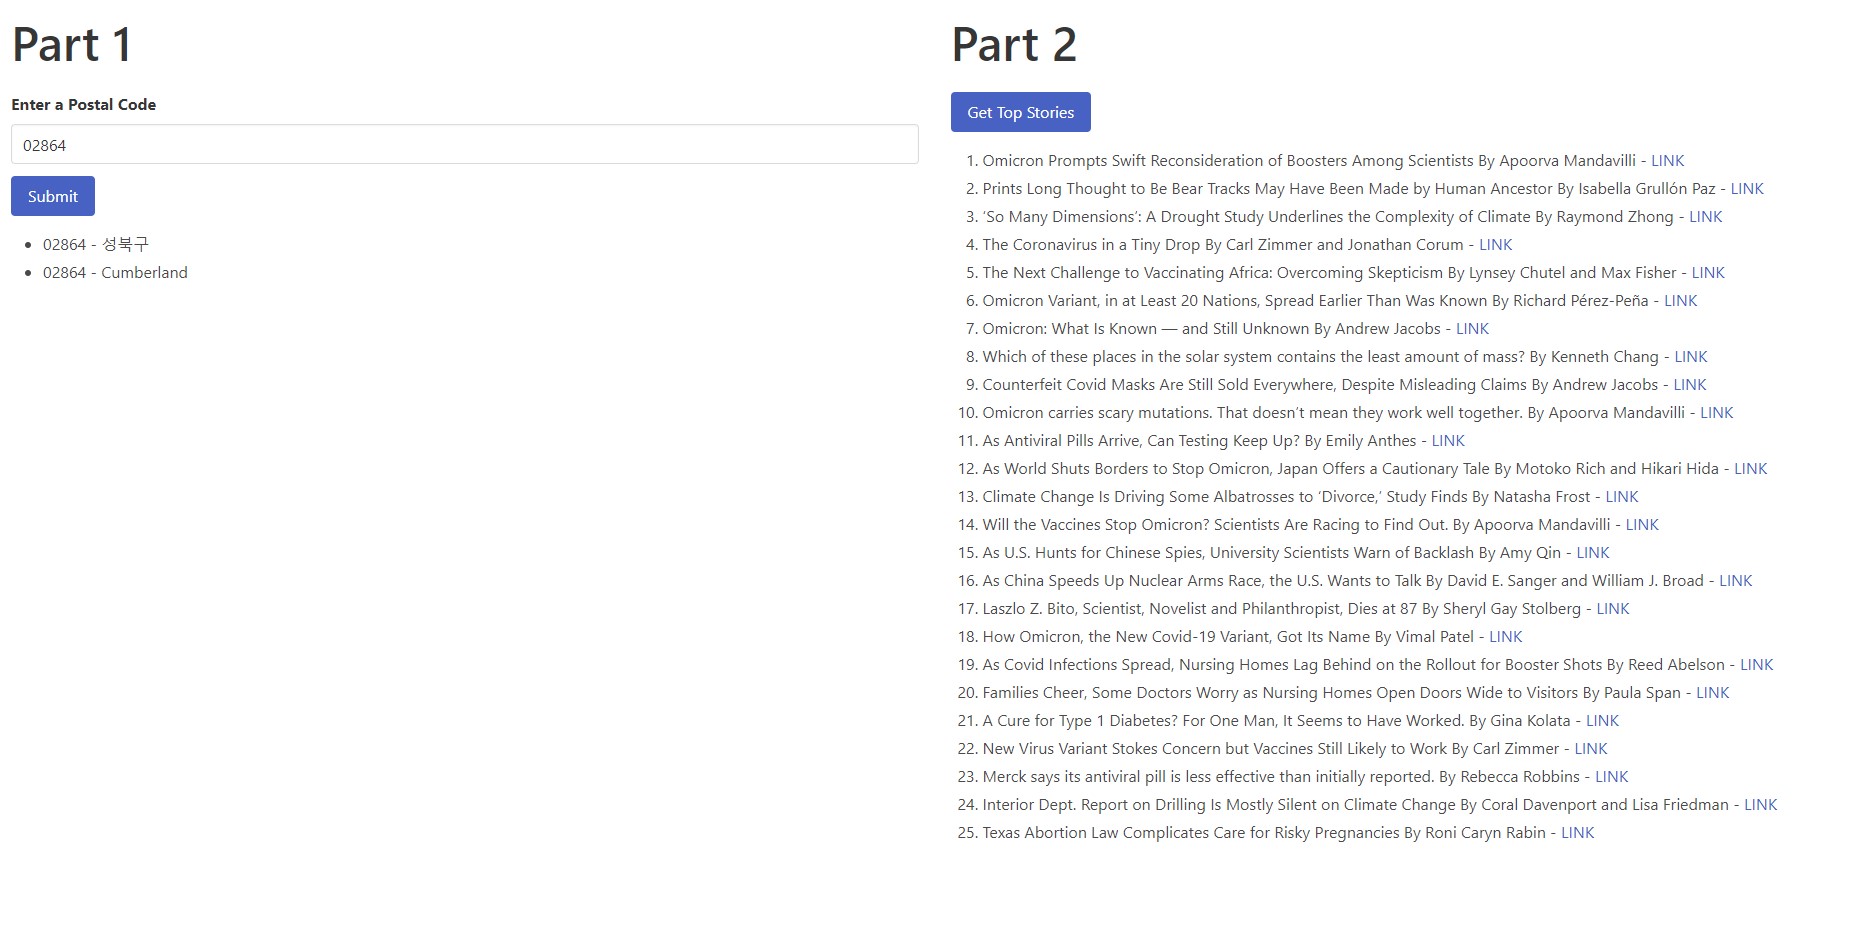 Part 1
Enter a Postal Code
02864
Submit
02864 - 성북구
02864 - Cumberland
Part 2
Get Top Stories
1. Omicron Prompts Swift Reconsideration of Boosters Among Scientists By Apoorva Mandavilli - LINK
2. Prints Long Thought to Be Bear Tracks May Have Been Made by Human Ancestor By Isabella Grullón Paz - LINK
3. ‘So Many Dimensions’: A Drought Study Underlines the Complexity of Climate By Raymond Zhong - LINK
4. The Coronavirus in a Tiny Drop By Carl Zimmer and Jonathan Corum - LINK
5. The Next Challenge to Vaccinating Africa: Overcoming Skepticism By Lynsey Chutel and Max Fisher - LINK
6. Omicron Variant, in at Least 20 Nations, Spread Earlier Than Was Known By Richard Pérez-Peña - LINK
7. Omicron: What Is Known — and Still Unknown By Andrew Jacobs - LINK
8. Which of these places in the solar system contains the least amount of mass? By Kenneth Chang - LINK
9. Counterfeit Covid Masks Are Still Sold Everywhere, Despite Misleading Claims By Andrew Jacobs - LINK
10. Omicron carries scary mutations. That doesn’t mean they work well together. By Apoorva Mandavilli - LINK
11. As Antiviral Pills Arrive, Can Testing Keep Up? By Emily Anthes - LINK
12. As World Shuts Borders to Stop Omicron, Japan Offers a Cautionary Tale By Motoko Rich and Hikari Hida - LINK
13. Climate Change Is Driving Some Albatrosses to ‘Divorce,’ Study Finds By Natasha Frost - LINK
14. Will the Vaccines Stop Omicron? Scientists Are Racing to Find Out. By Apoorva Mandavilli - LINK
15. As U.S. Hunts for Chinese Spies, University Scientists Warn of Backlash By Amy Qin - LINK
16. As China Speeds Up Nuclear Arms Race, the U.S. Wants to Talk By David E. Sanger and William J. Broad - LINK
17. Laszlo Z. Bito, Scientist, Novelist and Philanthropist, Dies at 87 By Sheryl Gay Stolberg - LINK
18. How Omicron, the New Covid-19 Variant, Got Its Name By Vimal Patel - LINK
19. As Covid Infections Spread, Nursing Homes Lag Behind on the Rollout for Booster Shots By Reed Abelson - LINK
20. Families Cheer, Some Doctors Worry as Nursing Homes Open Doors Wide to Visitors By Paula Span - LINK
21. A Cure for Type 1 Diabetes? For One Man, It Seems to Have Worked. By Gina Kolata - LINK
22. New Virus Variant Stokes Concern but Vaccines Still Likely to Work By Carl Zimmer - LINK
23. Merck says its antiviral pill is less effective than initially reported. By Rebecca Robbins - LINK
24. Interior Dept. Report on Drilling Is Mostly Silent on Climate Change By Coral Davenport and Lisa Friedman - LINK
25. Texas Abortion Law Complicates Care for Risky Pregnancies By Roni Caryn Rabin - LINK